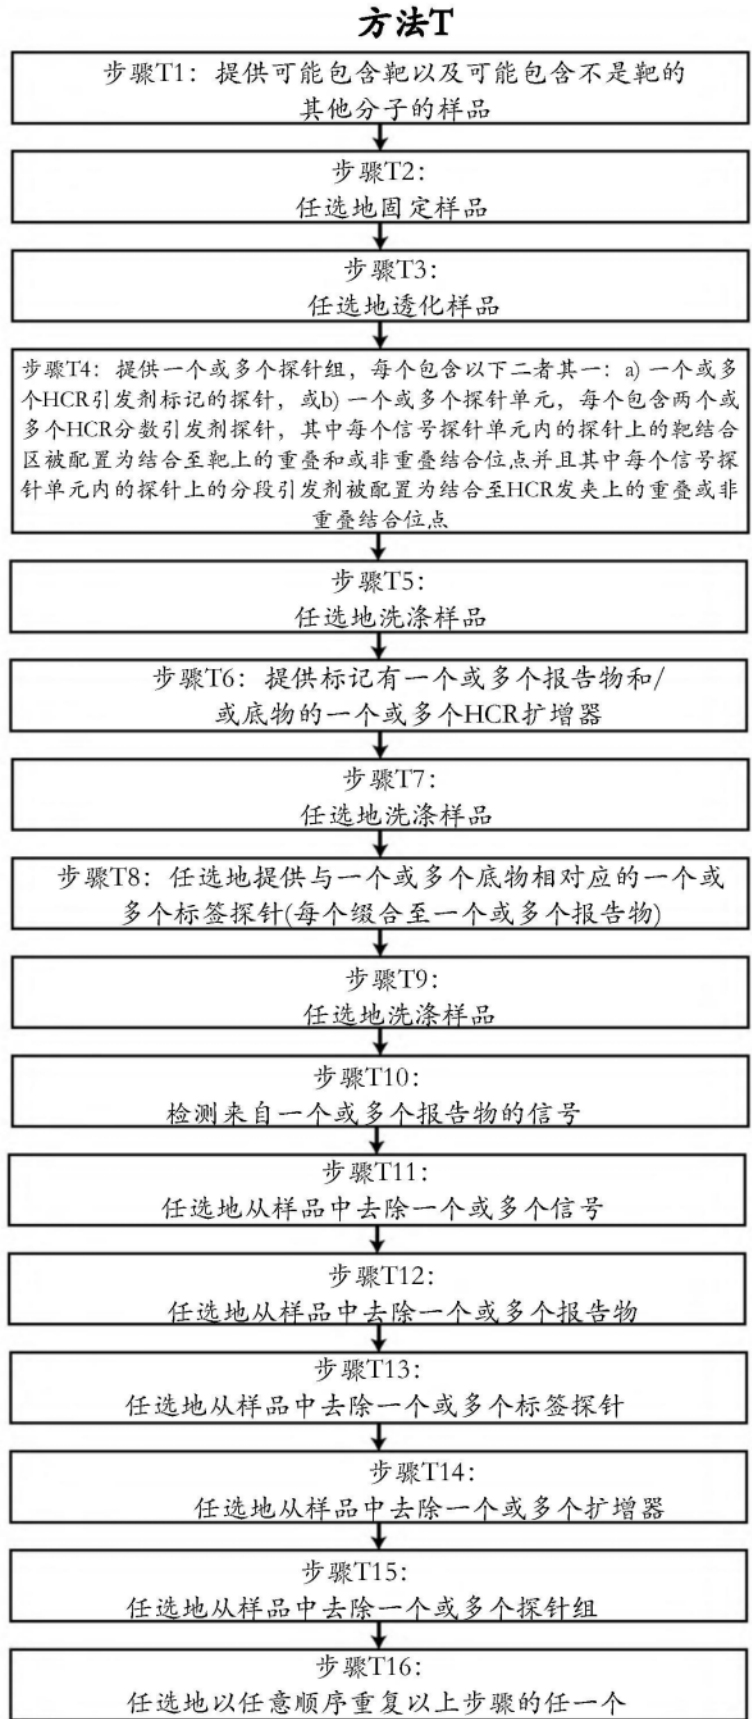 方法T
步骤T1：提供可能包含靶以及可能包含不是靶的
其他分子的样品
步骤T2：
任选地固定样品
步骤T3：
任选地透化样品
步骤T4：提供一个或多个探针组，每个包含以下二者其一：a) 一个或多
个HCR引发剂标记的探针，或b) 一个或多个探针单元，每个包含两个或
多个HCR分数引发剂探针，其中每个信号探针单元内的探针上的靶结合
区被配置为结合至靶上的重叠和或非重叠结合位点并且其中每个信号探
针单元内的探针上的分段引发剂被配置为结合至HCR发夹上的重叠或非
重叠结合位点
步骤T5：
任选地洗涤样品
步骤T6：提供标记有一个或多个报告物和/
或底物的一个或多个HCR扩增器
步骤T7：
任选地洗涤样品
步骤T8：任选地提供与一个或多个底物相对应的一个或
多个标签探针(每个缀合至一个或多个报告物)
步骤T9：
任选地洗涤样品
步骤T10：
检测来自一个或多个报告物的信号
步骤T11：
任选地从样品中去除一个或多个信号
步骤T12：
任选地从样品中去除一个或多个报告物
步骤T13：
任选地从样品中去除一个或多个标签探针
步骤T14：
任选地从样品中去除一个或多个扩增器
步骤T15：
任选地从样品中去除一个或多个探针组
步骤T16：
任选地以任意顺序重复以上步骤的任一个